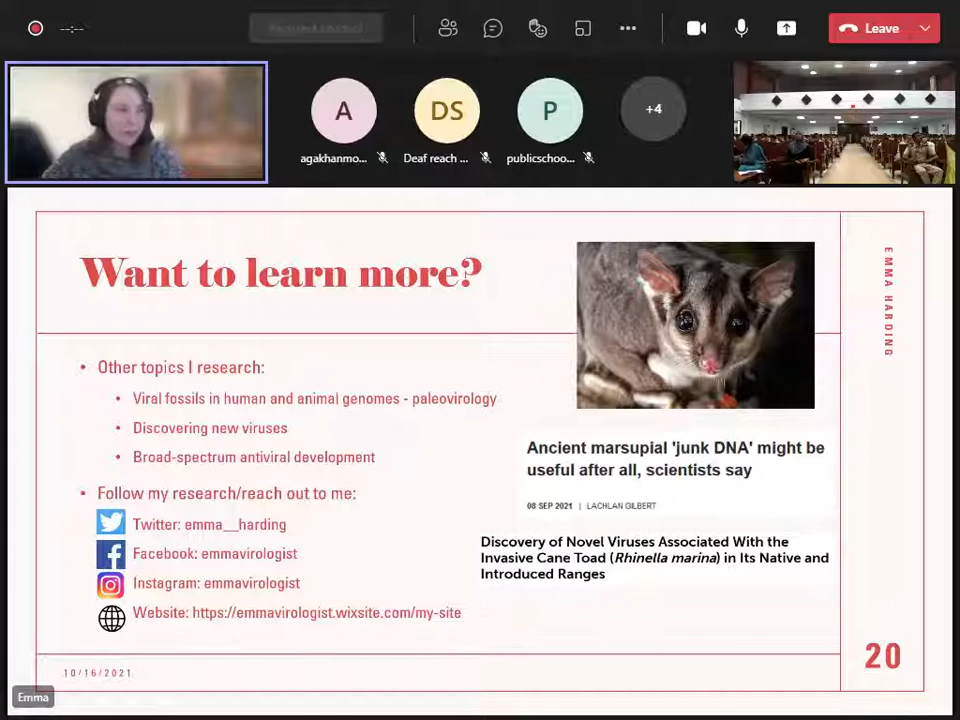 --:--
Leave
A
DS
P
+4
agakhanmo...
Deaf reach ...
publicschoo...
Want to learn more?
EMMA HARDING
• Other topics I research:
• Viral fossils in human and animal genomes - paleovirology
• Discovering new viruses
• Broad-spectrum antiviral development
• Follow my research/reach out to me:
Twitter: emma__harding
Facebook: emmavirologist
Instagram: emmavirologist
Website: https://emmavirologist.wixsite.com/my-site
Ancient marsupial 'junk DNA' might be
useful after all, scientists say
08 SEP 2021 | LACHLAN GILBERT
Discovery of Novel Viruses Associated With the
Invasive Cane Toad (Rhinella marina) in Its Native and
Introduced Ranges
10/16/2021
20
Emma